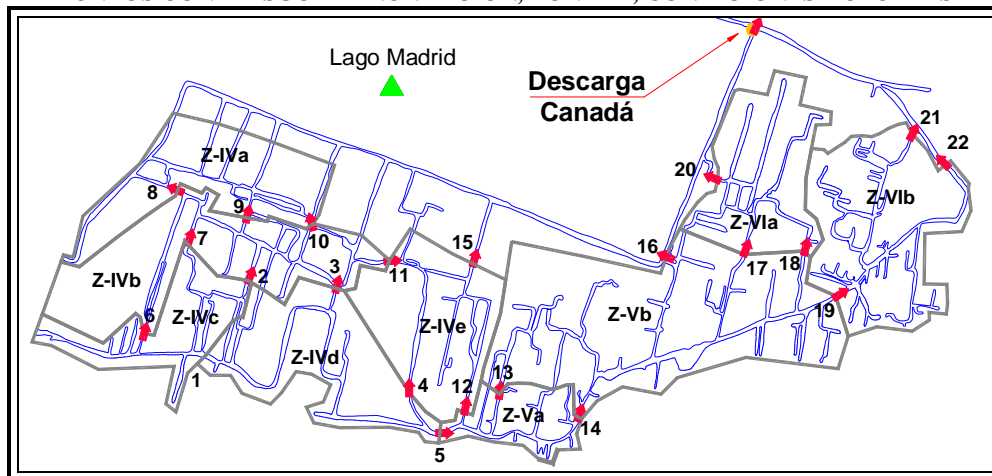 Lago Madrid
Descarga
Canadá
21
22
Z-IVa
8
20
Z-VIb
9
7
10
Z-VIa
15
16
17
18
11
2
3
Z-IVb
Z-Vb
19
6
Z-IVc
Z-IVe
Z-IVd
1
4
12
13
Z-Va
14
5